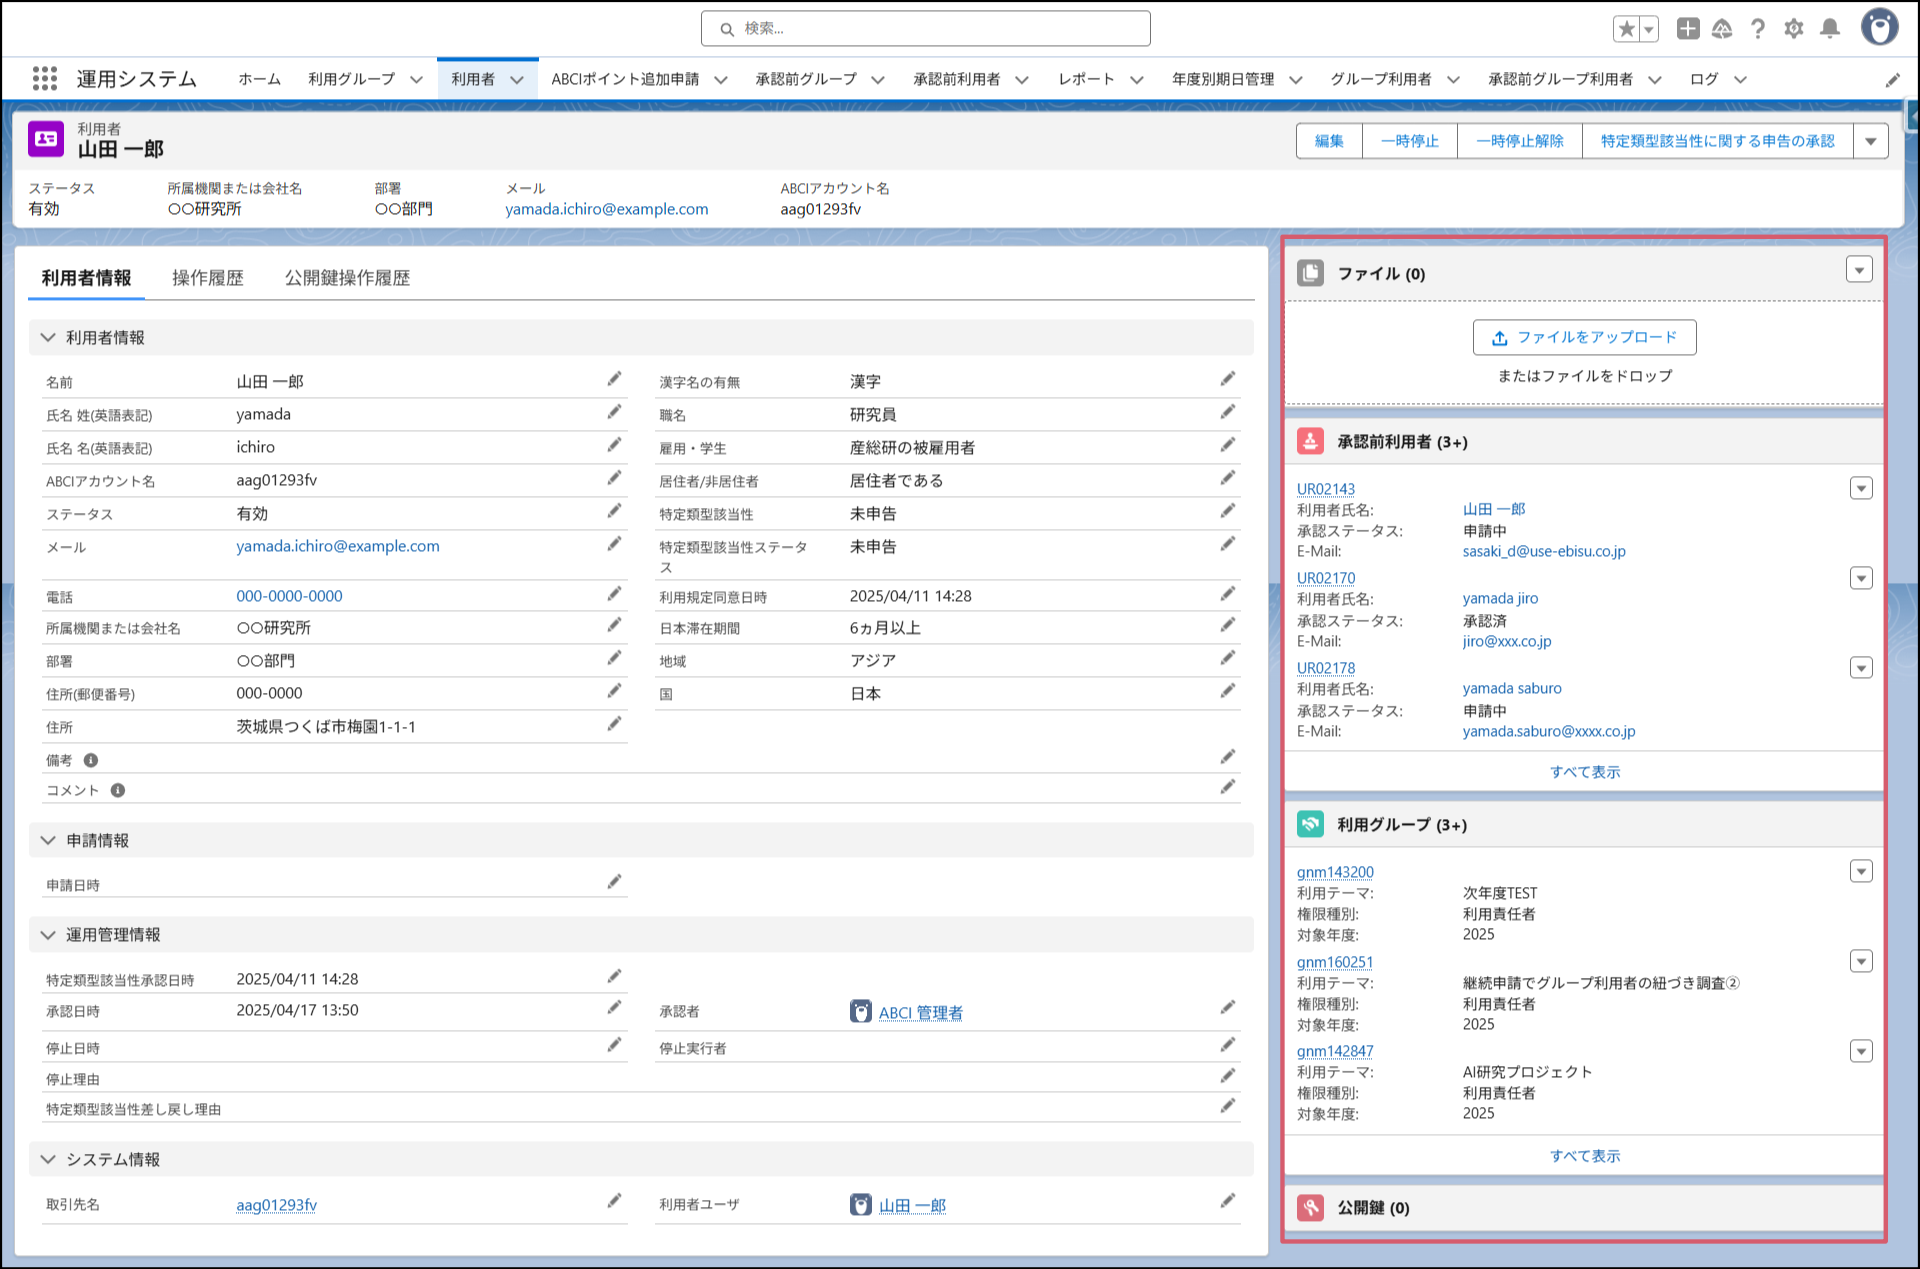 検索...
運用システム
ホーム
利用グループ
利用者
ABCIポイント追加申請
承認前グループ
承認前利用者
レポート
年度別期日管理
グループ利用者
承認前グループ利用者
ログ
利用者
山田 一郎
編集
一時停止
一時停止解除
特定類型該当性に関する申告の承認
ステータス
有効
所属機関または会社名
〇〇研究所
部署
〇〇部門
メール
yamada.ichiro@example.com
ABCIアカウント名
aag01293fv
利用者情報
操作履歴
公開鍵操作履歴
利用者情報
名前 山田 一郎
漢字名の有無 漢字
氏名 姓(英語表記) yamada
職名 研究員
氏名 名(英語表記) ichiro
雇用・学生 産総研の被雇用者
ABCIアカウント名 aag01293fv
居住者/非居住者 居住者である
ステータス 有効
特定類型該当性 未申告
メール yamada.ichiro@example.com
特定類型該当性ステータ 未申告
ス
電話 000-0000-0000
利用規定同意日時 2025/04/11 14:28
所属機関または会社名 〇〇研究所
日本滞在期間 6ヵ月以上
部署 〇〇部門
地域 アジア
住所(郵便番号) 000-0000
国 日本
住所 茨城県つくば市梅園1-1-1
備考
コメント
申請情報
申請日時
運用管理情報
特定類型該当性承認日時 2025/04/11 14:28
承認日時 2025/04/17 13:50
承認者 ABCI 管理者
停止日時
停止実行者
停止理由
特定類型該当性差し戻し理由
システム情報
取引先名 aag01293fv
利用者ユーザ 山田 一郎
ファイル (0)
ファイルをアップロード
またはファイルをドロップ
承認前利用者 (3+)
UR02143
利用者氏名: 山田 一郎
承認ステータス: 申請中
E-Mail: sasaki_d@use-ebisu.co.jp
UR02170
利用者氏名: yamada jiro
承認ステータス: 承認済
E-Mail: jiro@xxx.co.jp
UR02178
利用者氏名: yamada saburo
承認ステータス: 申請中
E-Mail: yamada.saburo@xxxx.co.jp
すべて表示
利用グループ (3+)
gnm143200
利用テーマ: 次年度TEST
権限種別: 利用責任者
対象年度: 2025
gnm160251
利用テーマ: 継続申請でグループ利用者の紐づき調査②
権限種別: 利用責任者
対象年度: 2025
gnm142847
利用テーマ: AI研究プロジェクト
権限種別: 利用責任者
対象年度: 2025
すべて表示
公開鍵 (0)